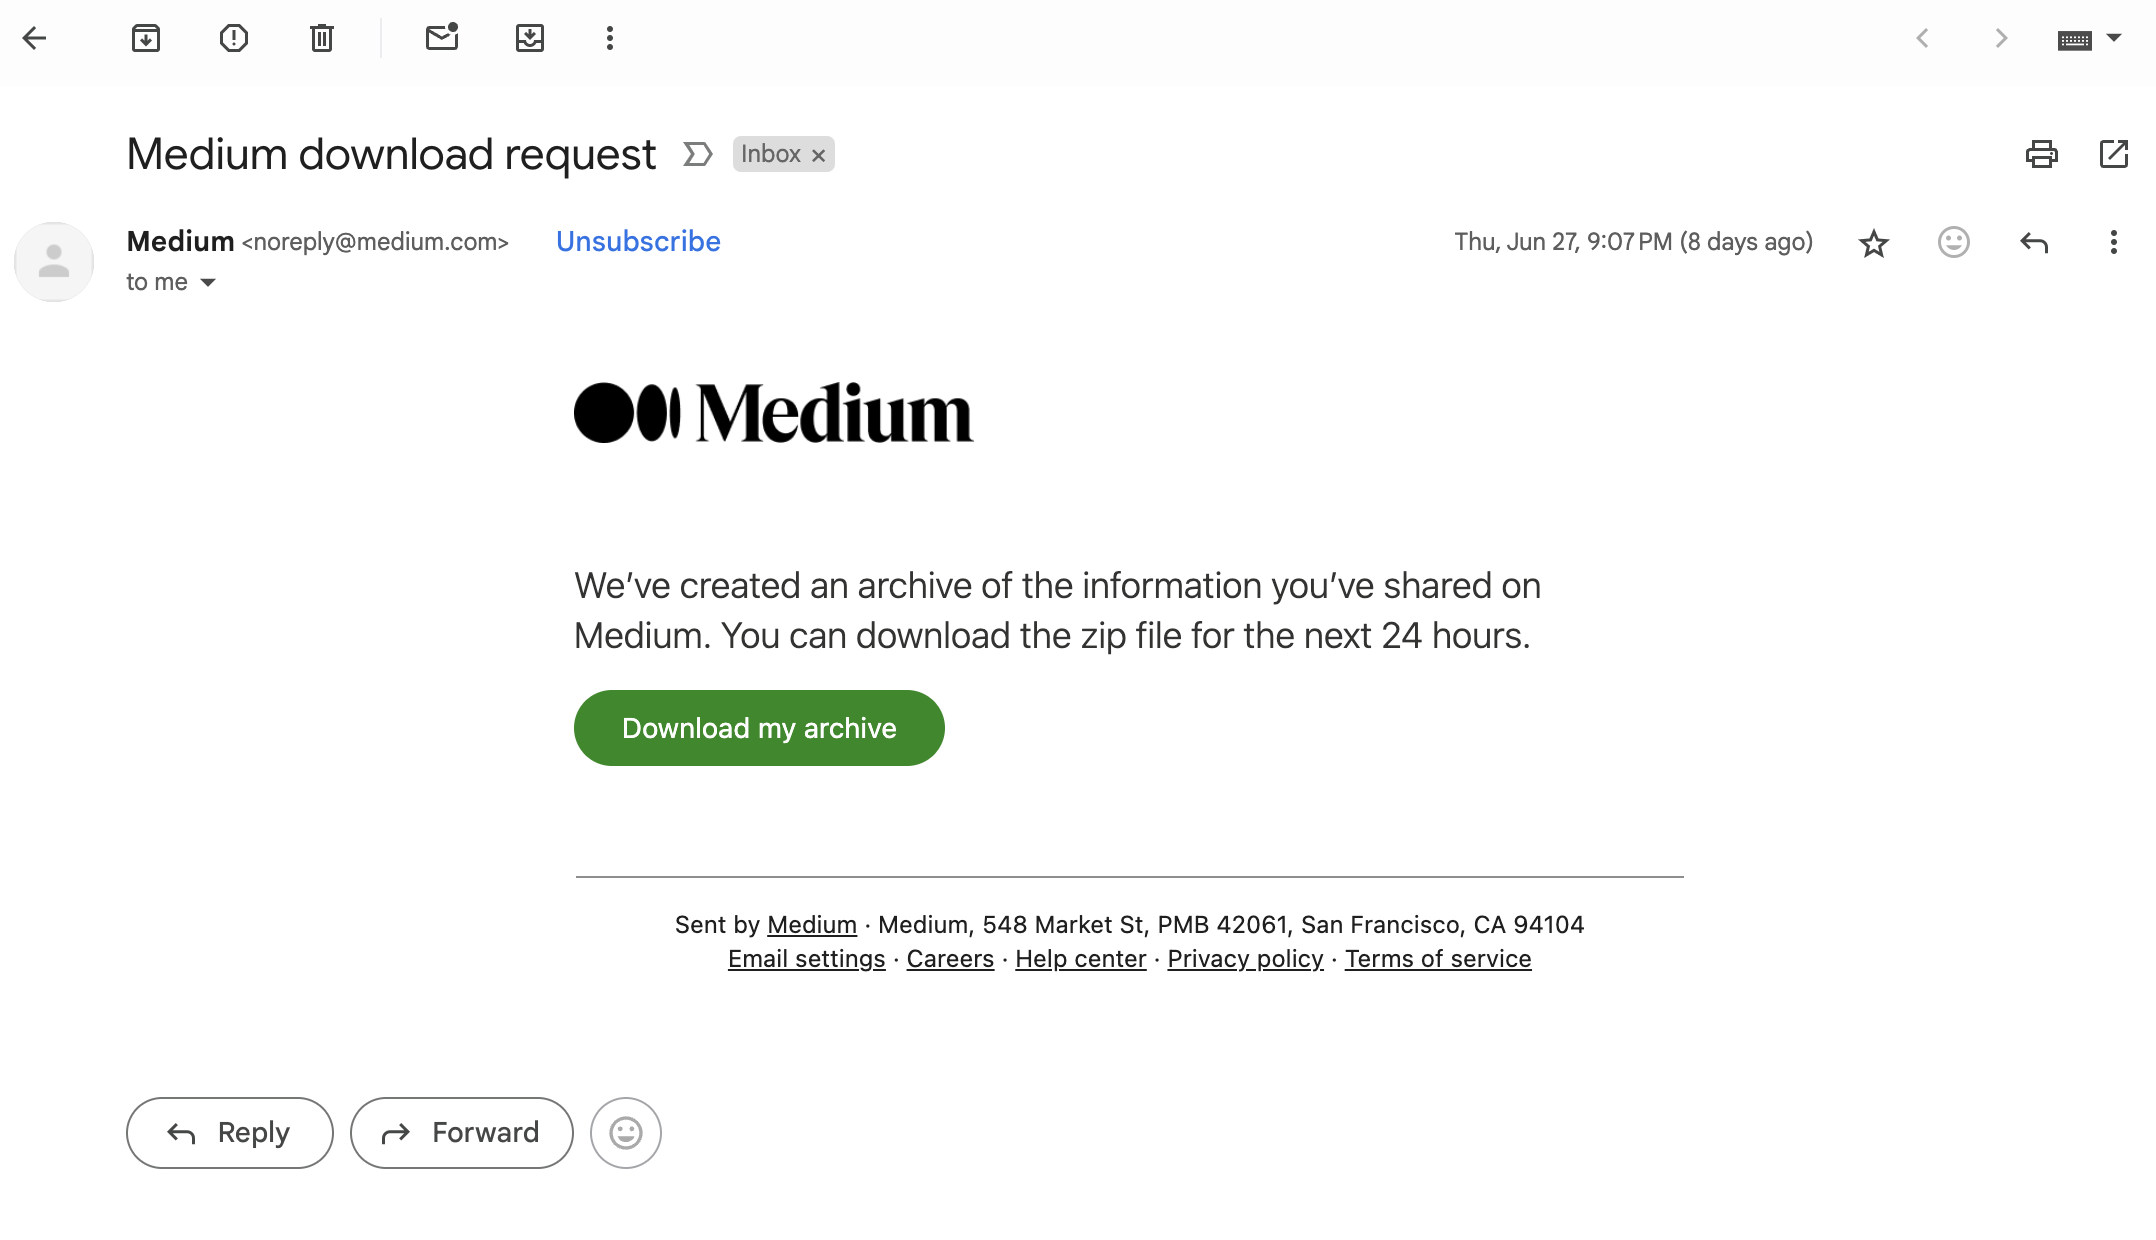 Medium download request Inbox ×
Medium <noreply@medium.com> Unsubscribe Thu, Jun 27, 9:07 PM (8 days ago)
to me
Medium
We’ve created an archive of the information you’ve shared on
Medium. You can download the zip file for the next 24 hours.
Download my archive
Sent by Medium · Medium, 548 Market St, PMB 42061, San Francisco, CA 94104
Email settings · Careers · Help center · Privacy policy · Terms of service
Reply Forward